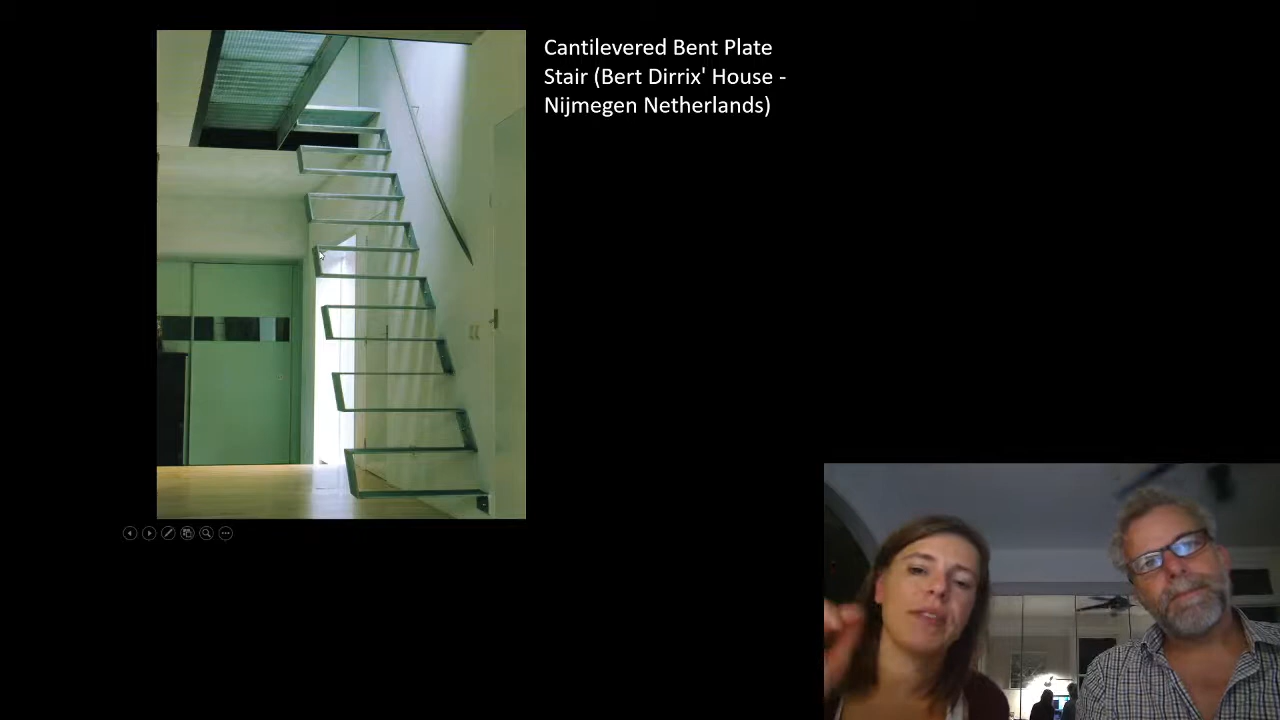 Cantilevered Bent Plate
Stair (Bert Dirrix' House -
Nijmegen Netherlands)